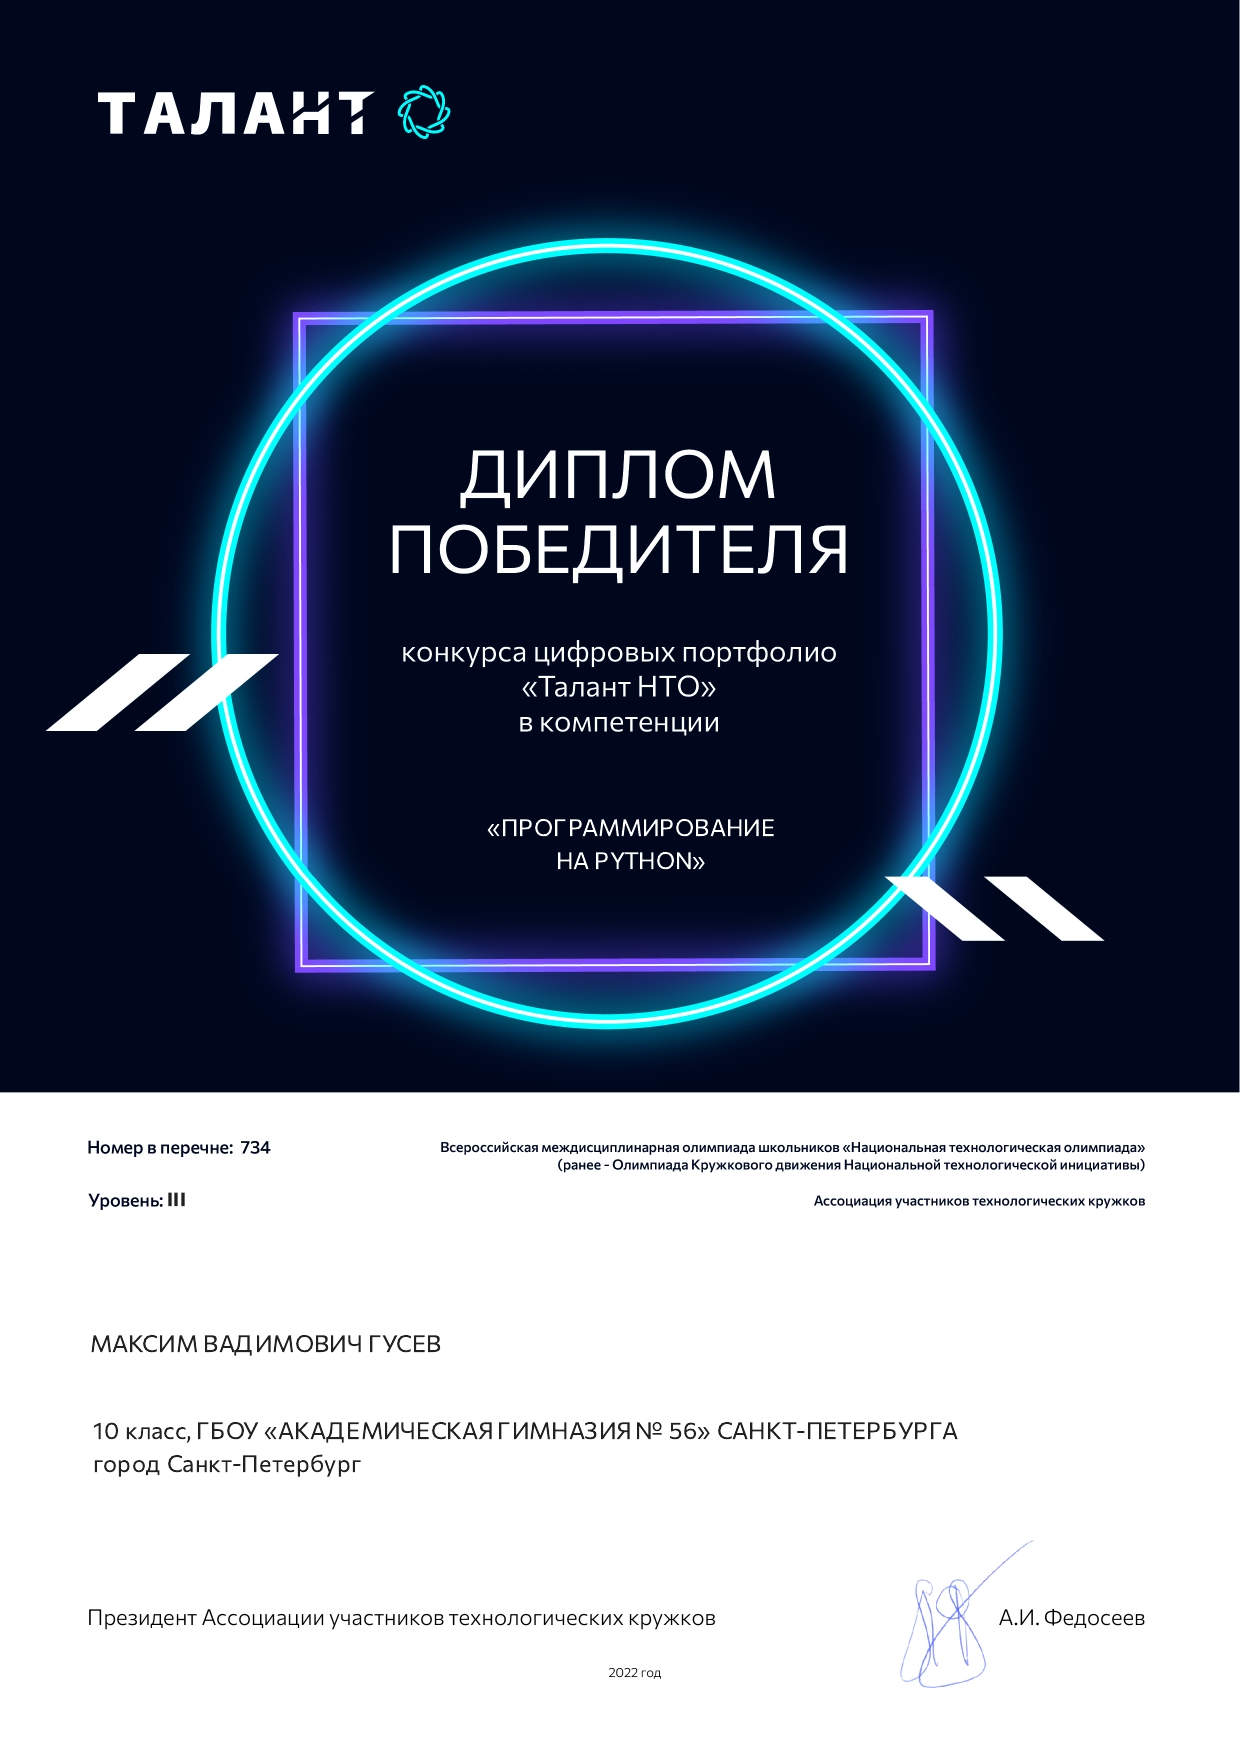 ТАЛАНТ
ДИПЛОМ
ПОБЕДИТЕЛЯ
конкурса цифровых портфолио
«Талант НТО»
в компетенции
«ПРОГРАММИРОВАНИЕ
НА PYTHON»
Номер в перечне: 734
Всероссийская междисциплинарная олимпиада школьников «Национальная технологическая олимпиада»
(ранее - Олимпиада Кружкового движения Национальной технологической инициативы)
Уровень: III
Ассоциация участников технологических кружков
МАКСИМ ВАДИМОВИЧ ГУСЕВ
10 класс, ГБОУ «АКАДЕМИЧЕСКАЯ ГИМНАЗИЯ № 56» САНКТ-ПЕТЕРБУРГА
город Санкт-Петербург
Президент Ассоциации участников технологических кружков
А.И. Федосеев
2022 год